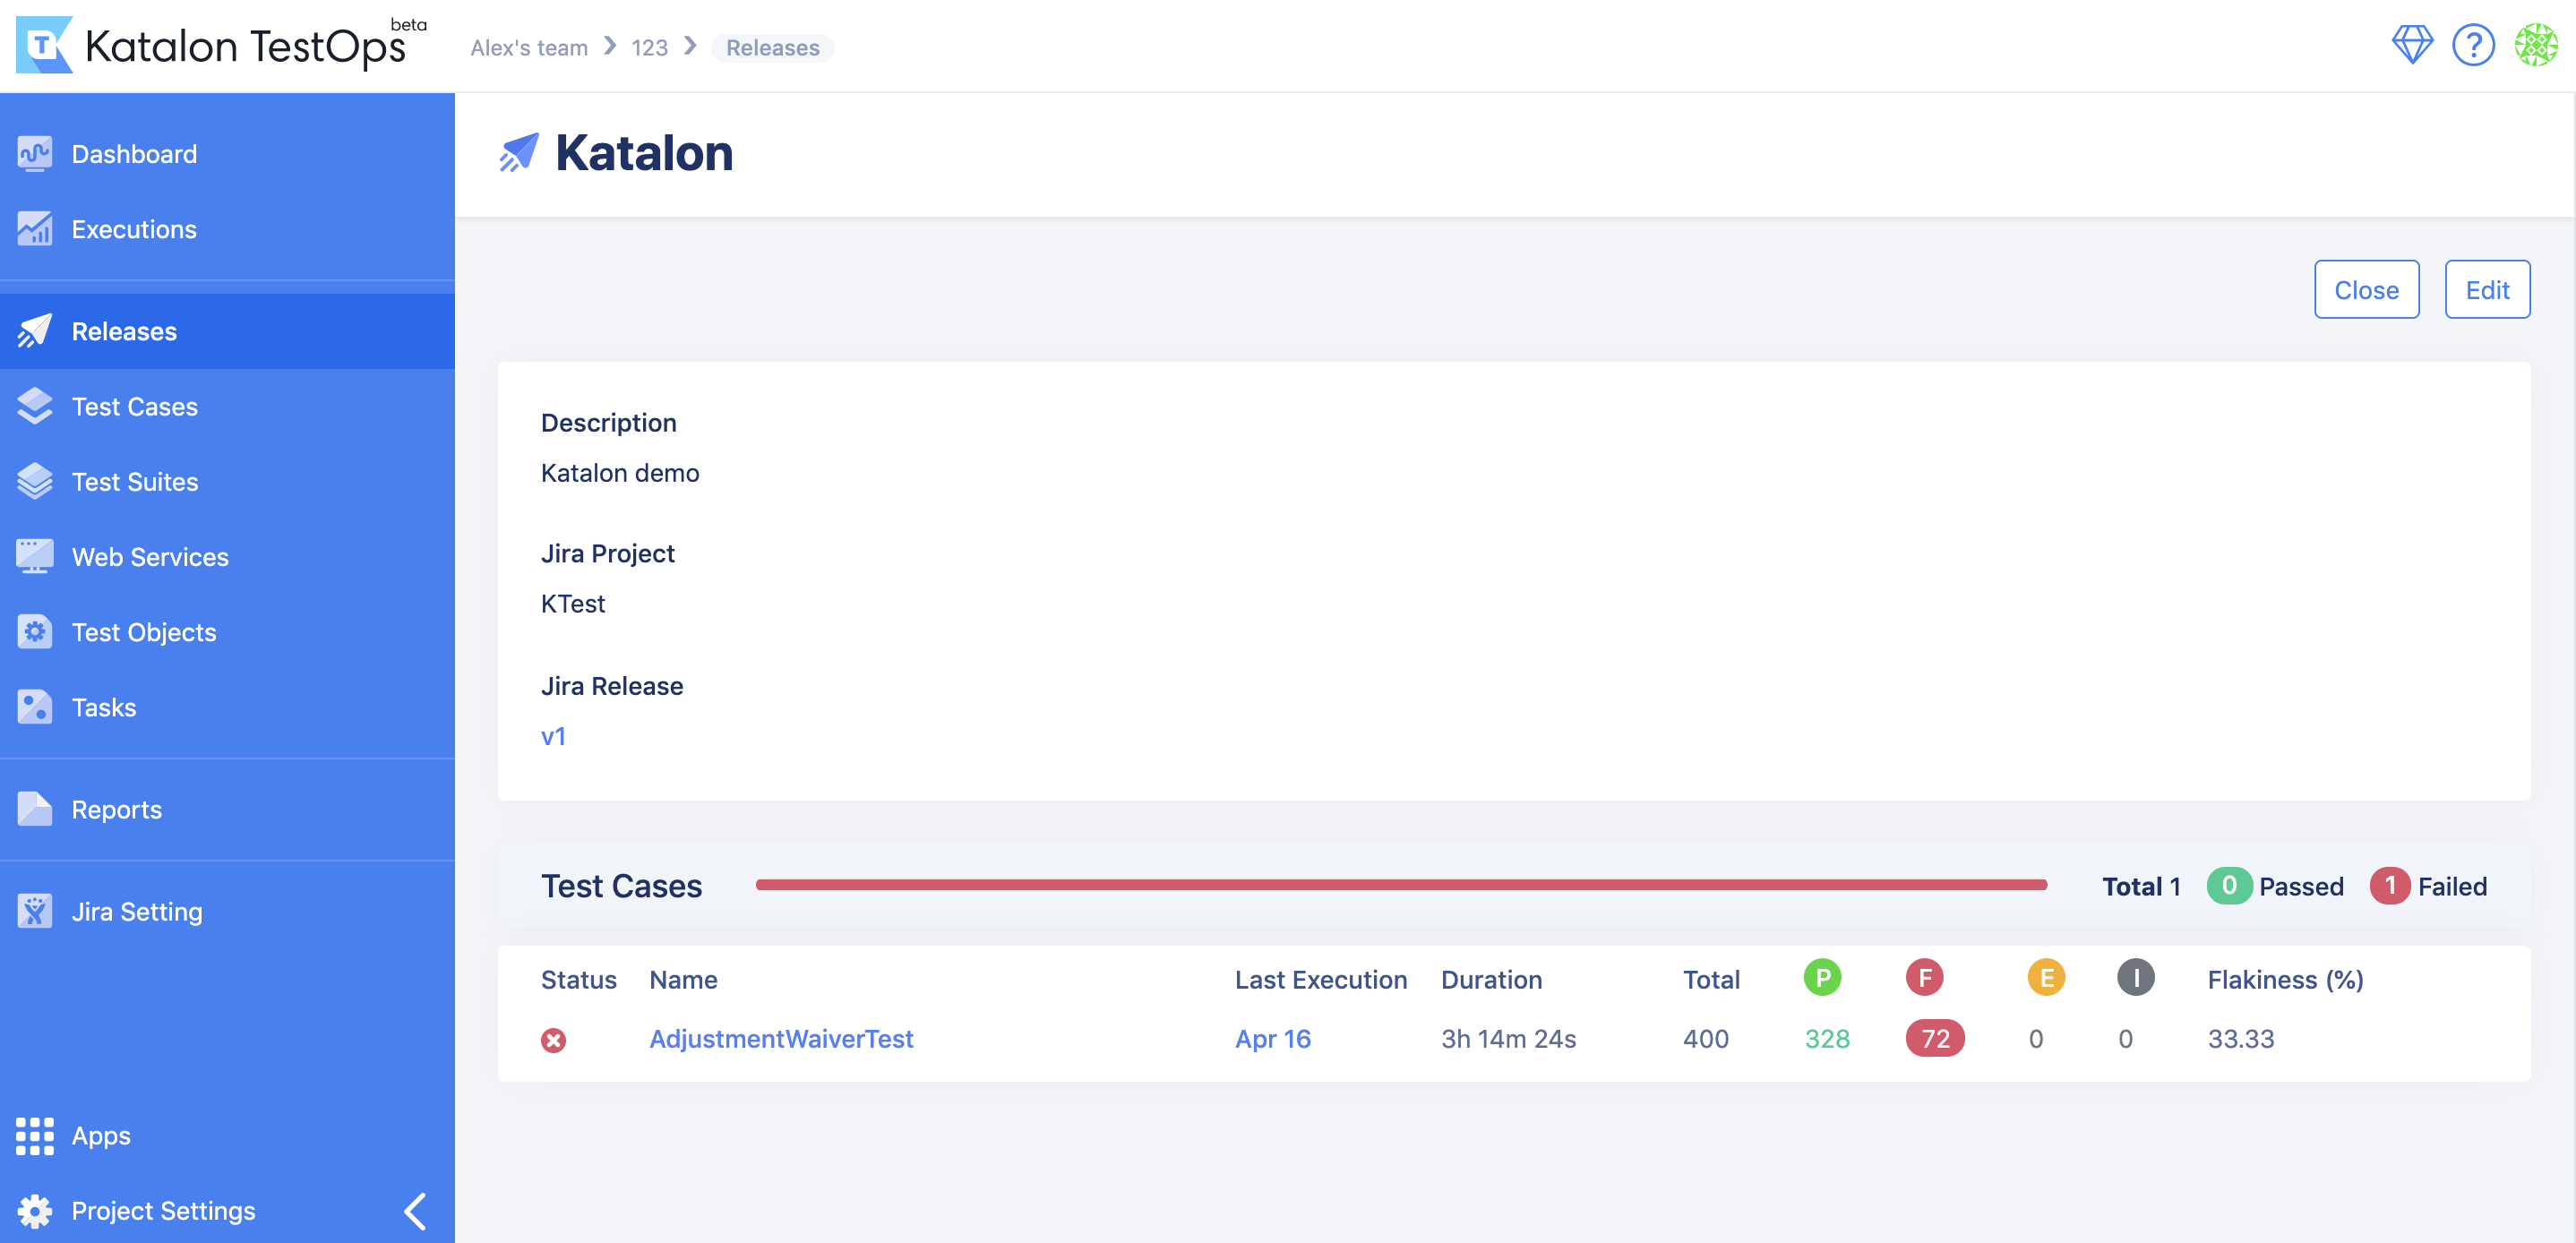 Katalon TestOps beta
Alex's team > 123 > Releases
?
Dashboard
Executions
Releases
Test Cases
Test Suites
Web Services
Test Objects
Tasks
Reports
Jira Setting
Apps
Project Settings
Katalon
Close Edit
Description
Katalon demo
Jira Project
KTest
Jira Release
v1
Test Cases Total 1 0 Passed 1 Failed
Status Name Last Execution Duration Total P F E I Flakiness (%)
AdjustmentWaiverTest Apr 16 3h 14m 24s 400 328 72 0 0 33.33